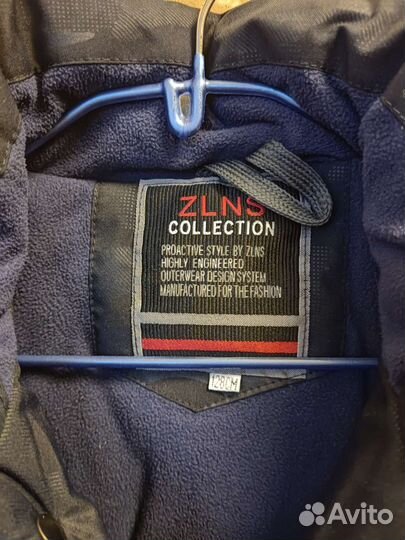 ZLNS
COLLECTION
PROACTIVE STYLE BY ZLNS
HIGHLY ENGINEERED
OUTERWEAR DESIGN SYSTEM
MANUFACTURED FOR THE FASHION
128CM
Avito